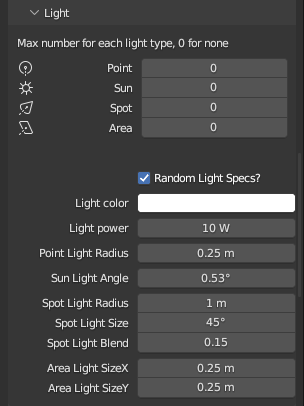 Light
Max number for each light type, 0 for none
Point 0
Sun 0
Spot 0
Area 0
Random Light Specs?
Light color
Light power 10 W
Point Light Radius 0.25 m
Sun Light Angle 0.53°
Spot Light Radius 1 m
Spot Light Size 45°
Spot Light Blend 0.15
Area Light SizeX 0.25 m
Area Light SizeY 0.25 m